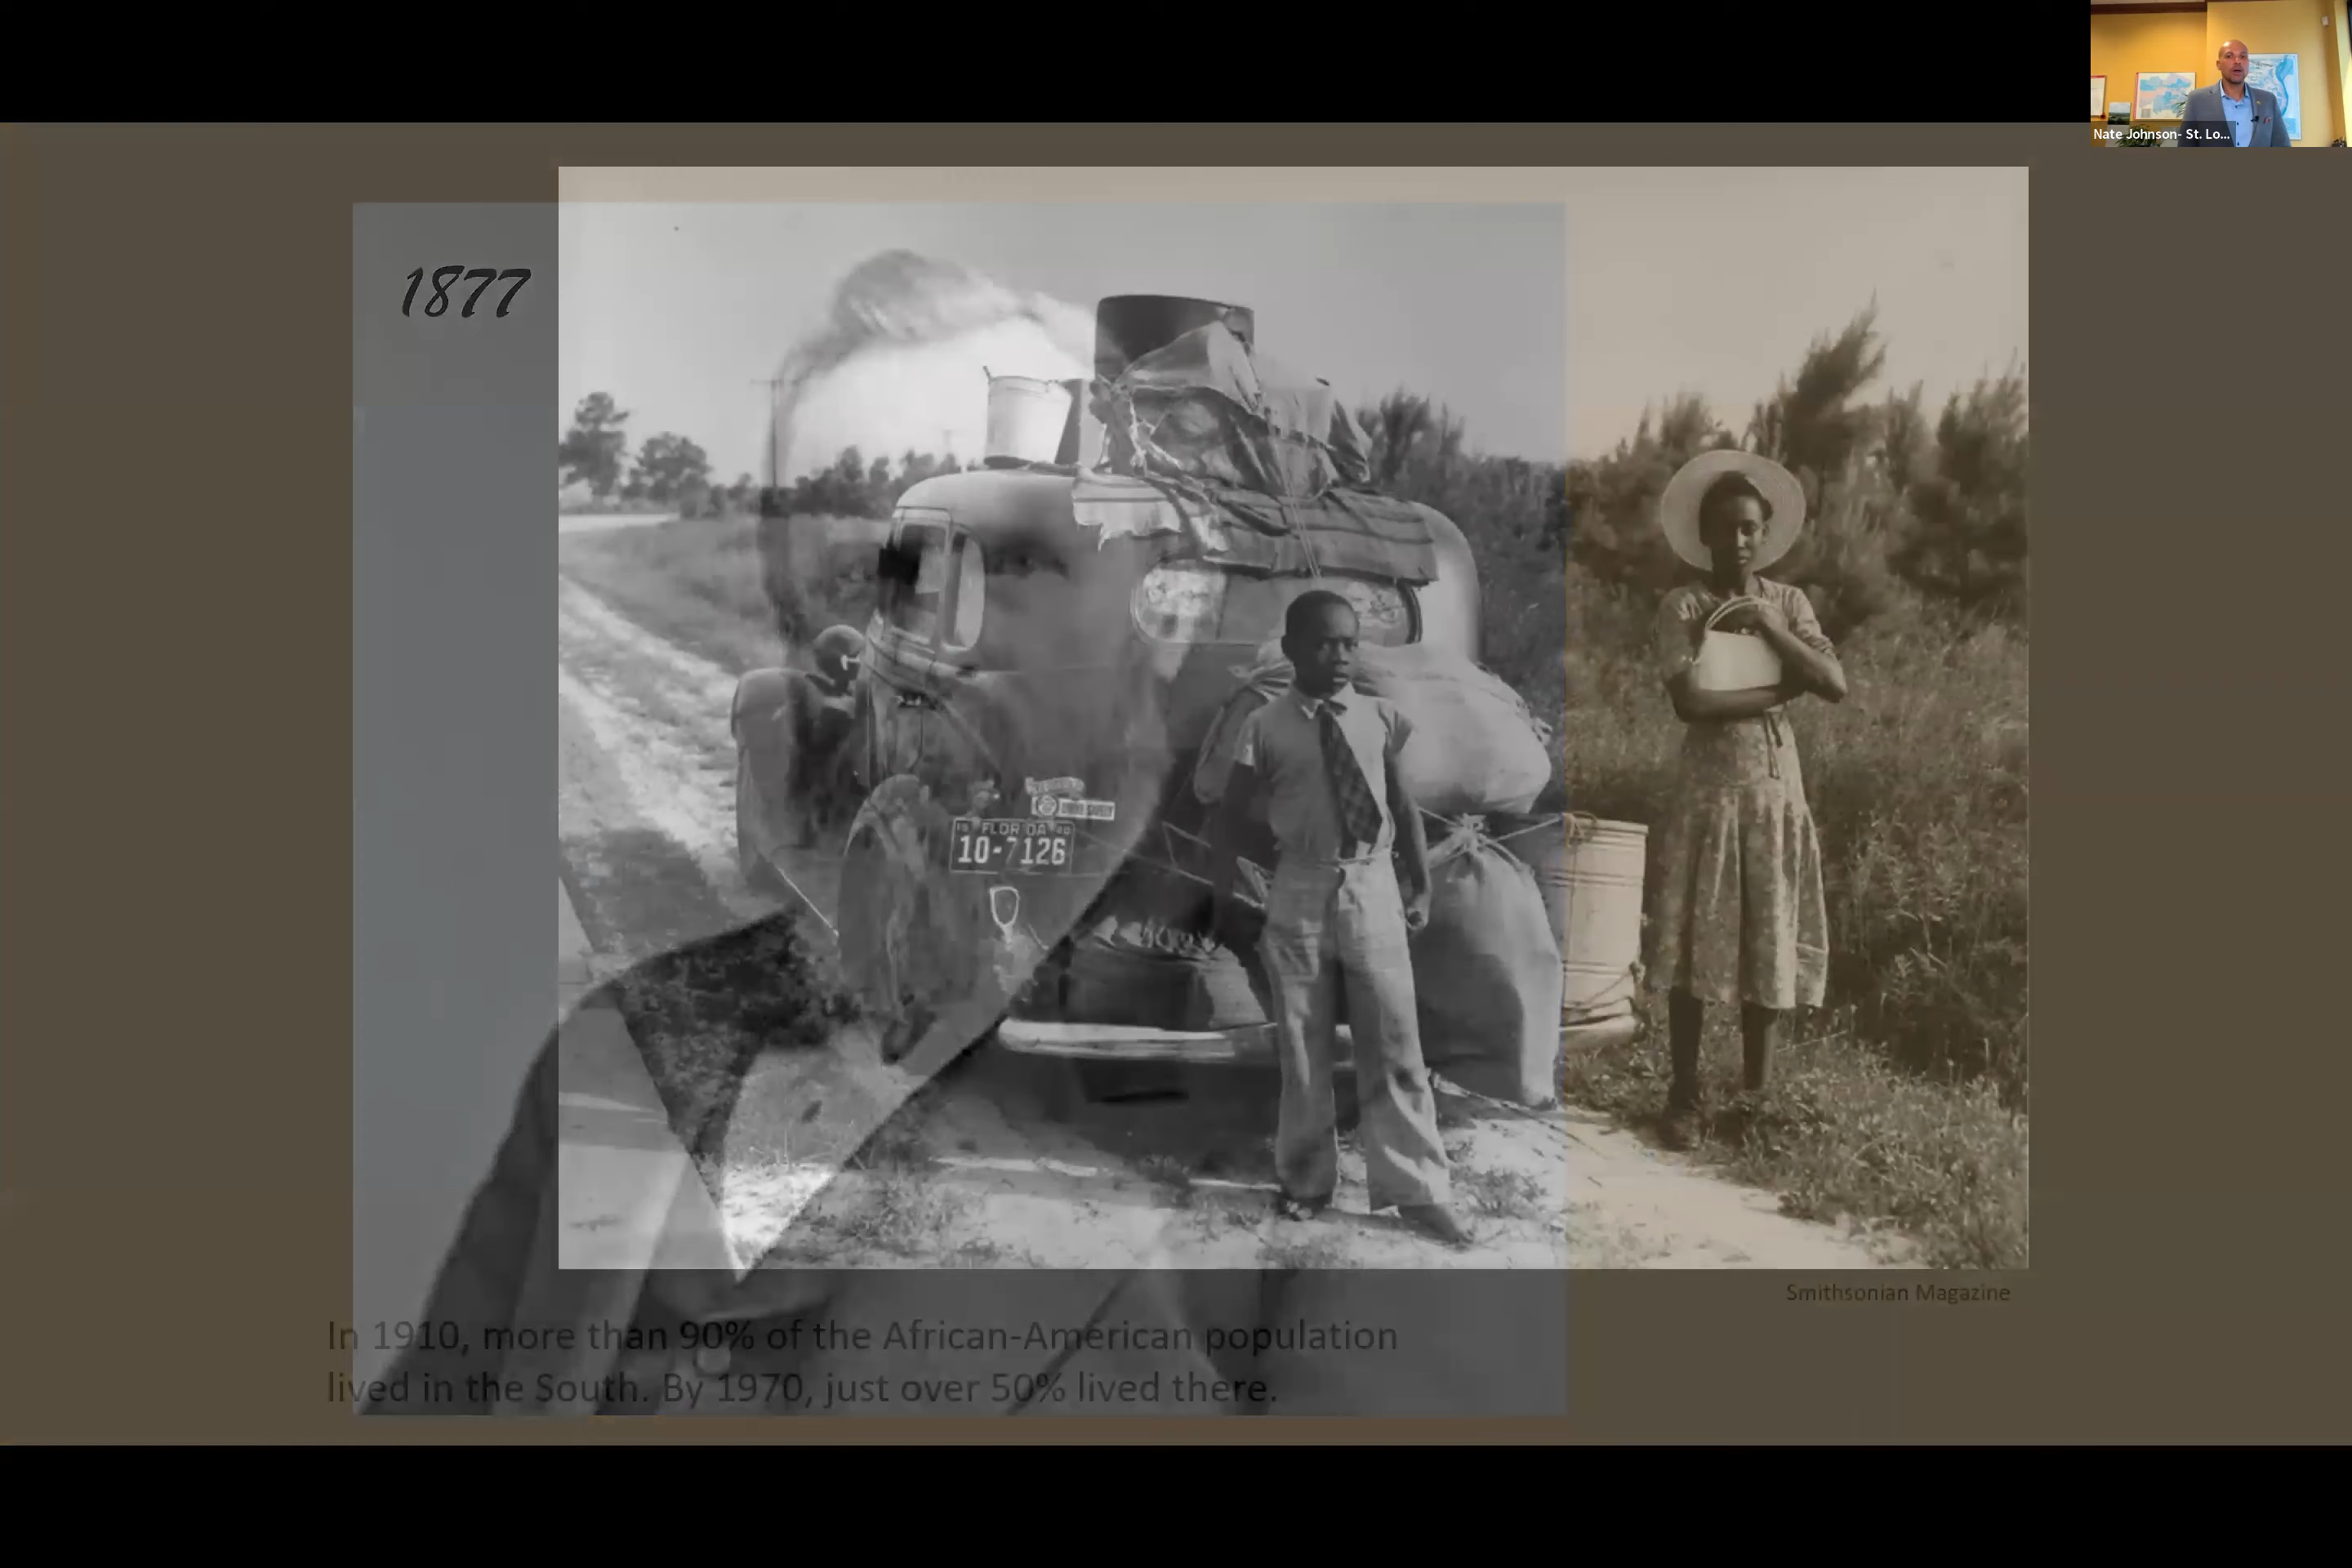 Nate Johnson- St. Lo...
1877
FLORIDA
10-7126
Smithsonian Magazine
In 1910, more than 90% of the African-American population
lived in the South. By 1970, just over 50% lived there.